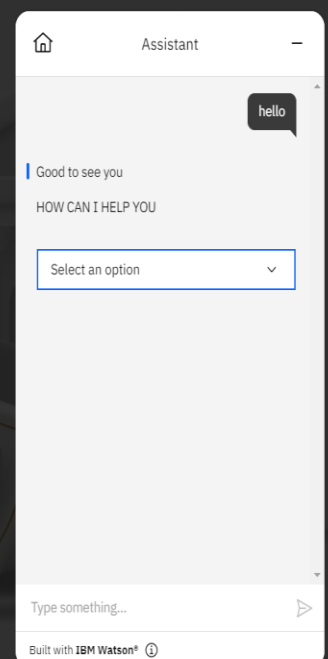 Assistant
hello
Good to see you
HOW CAN I HELP YOU
Select an option
Type something...
Built with IBM Watson®